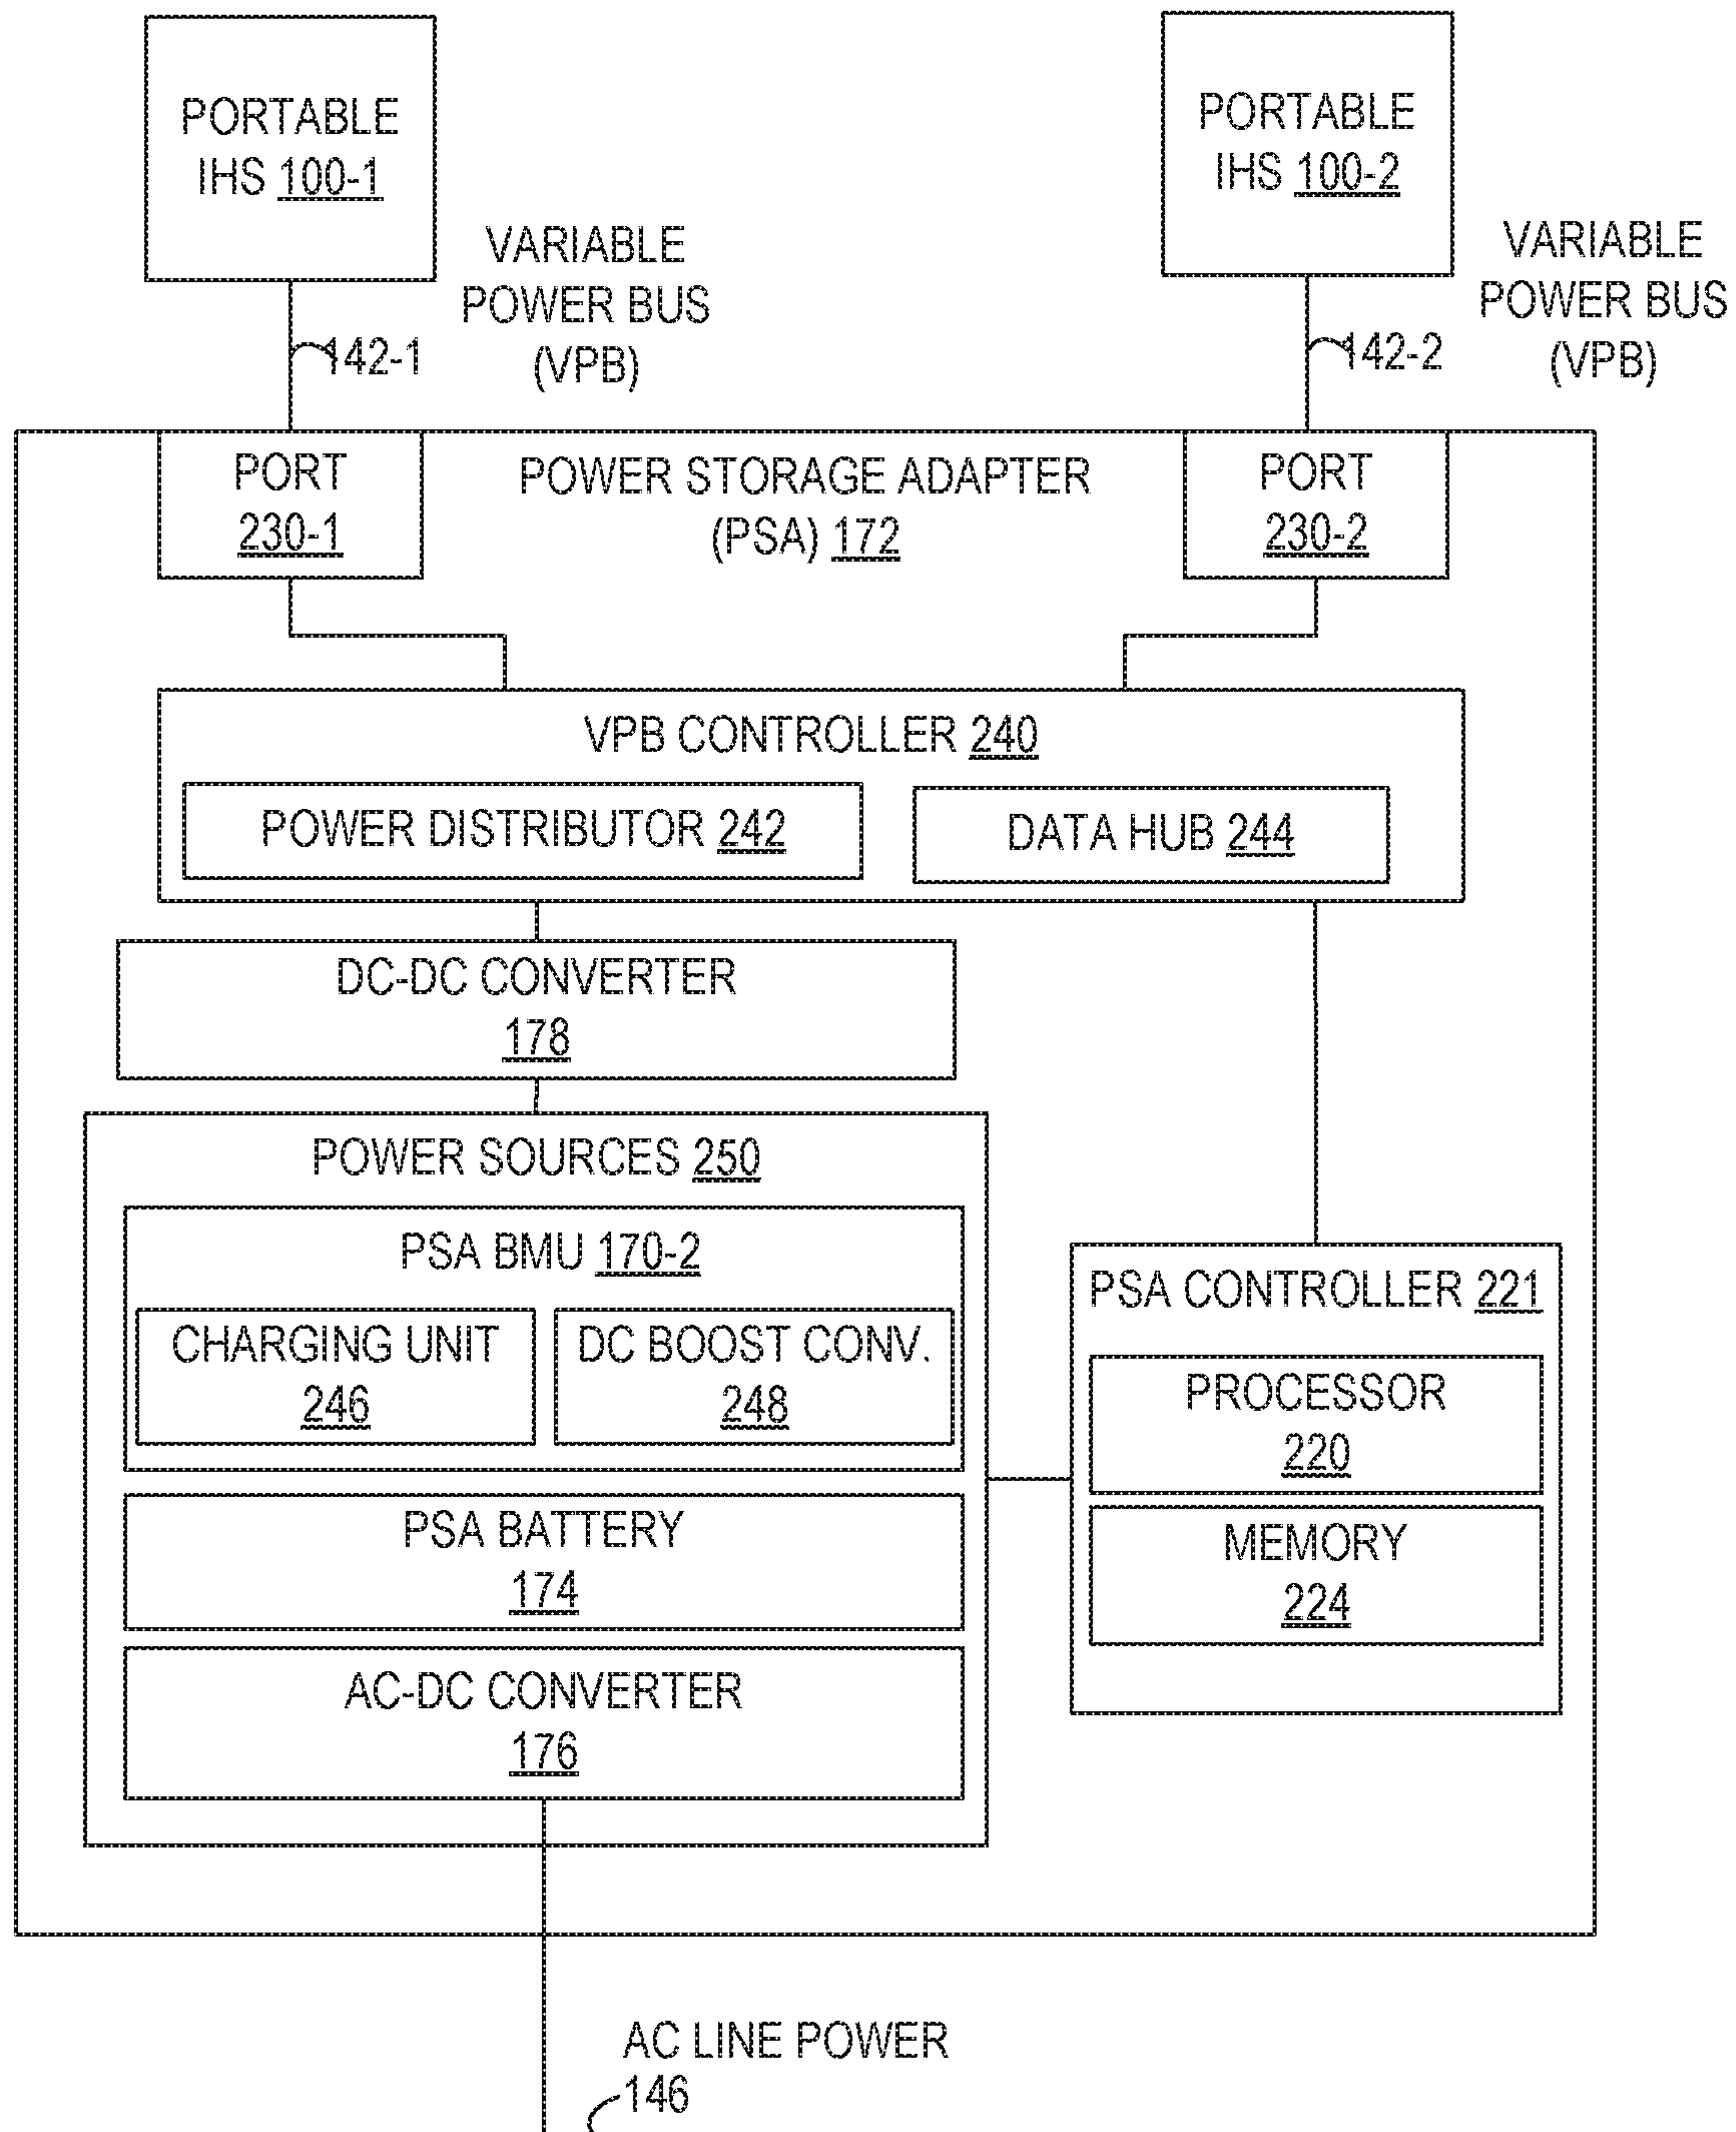 PORTABLE
IHS 100-1
PORTABLE
IHS 100-2
VARIABLE
POWER BUS
(VPB)
142-1
VARIABLE
POWER BUS
(VPB)
142-2
PORT
230-1
POWER STORAGE ADAPTER
(PSA) 172
PORT
230-2
VPB CONTROLLER 240
POWER DISTRIBUTOR 242
DATA HUB 244
DC-DC CONVERTER
178
POWER SOURCES 250
PSA BMU 170-2
CHARGING UNIT
246
DC BOOST CONV.
248
PSA CONTROLLER 221
PROCESSOR
220
MEMORY
224
PSA BATTERY
174
AC-DC CONVERTER
176
AC LINE POWER
146